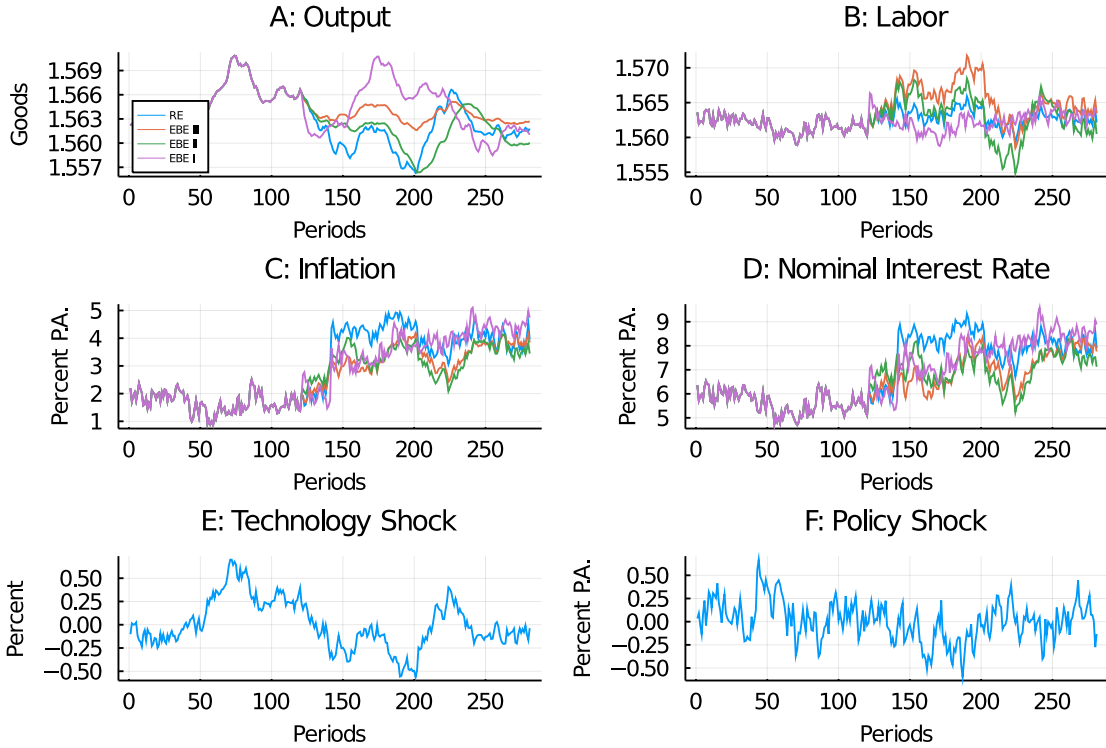 A: Output
Goods
1.569
1.566
1.563
1.560
1.557
RE
EBE III
EBE II
EBE I
0 50 100 150 200 250
Periods
B: Labor
1.570
1.565
1.560
1.555
0 50 100 150 200 250
Periods
C: Inflation
Percent P.A.
5
4
3
2
1
0 50 100 150 200 250
Periods
D: Nominal Interest Rate
Percent P.A.
9
8
7
6
5
0 50 100 150 200 250
Periods
E: Technology Shock
Percent
0.50
0.25
0.00
−0.25
−0.50
0 50 100 150 200 250
Periods
F: Policy Shock
Percent P.A.
0.50
0.25
0.00
−0.25
−0.50
0 50 100 150 200 250
Periods